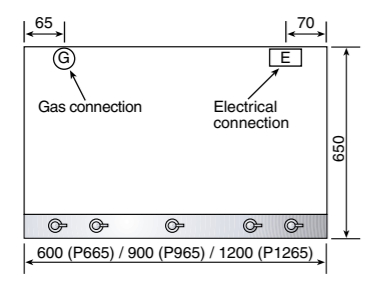 65
70
G
E
Gas connection
Electrical
connection
650
600 (P665) / 900 (P965) / 1200 (P1265)